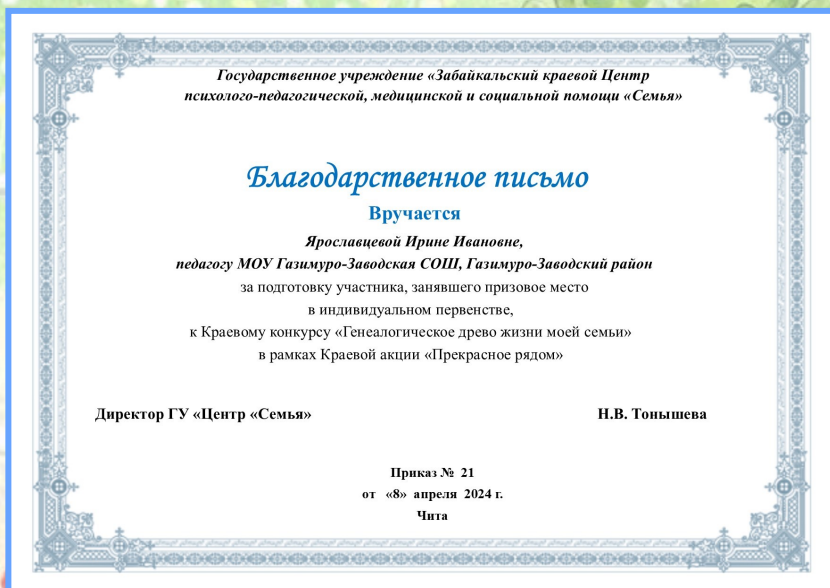 Государственное учреждение «Забайкальский краевой Центр
психолого-педагогической, медицинской и социальной помощи «Семья»
Благодарственное письмо
Вручается
Ярославцевой Ирине Ивановне,
педагогу МОУ Газимуро-Заводская СОШ, Газимуро-Заводский район
за подготовку участника, занявшего призовое место
в индивидуальном первенстве,
к Краевому конкурсу «Генеалогическое древо жизни моей семьи»
в рамках Краевой акции «Прекрасное рядом»
Директор ГУ «Центр «Семья» Н.В. Тонышева
Приказ № 21
от «8» апреля 2024 г.
Чита